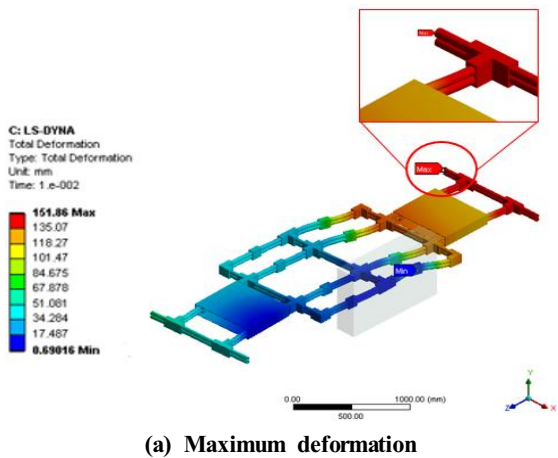 Max
C: LS-DYNA
Total Deformation
Type: Total Deformation
Unit: mm
Time: 1.e-002
151.86 Max
135.07
118.27
101.47
84.675
67.878
51.081
34.284
17.487
0.69016 Min
Max
Min
0.00
1000.00 (mm)
500.00
Y
Z
X
(a) Maximum deformation